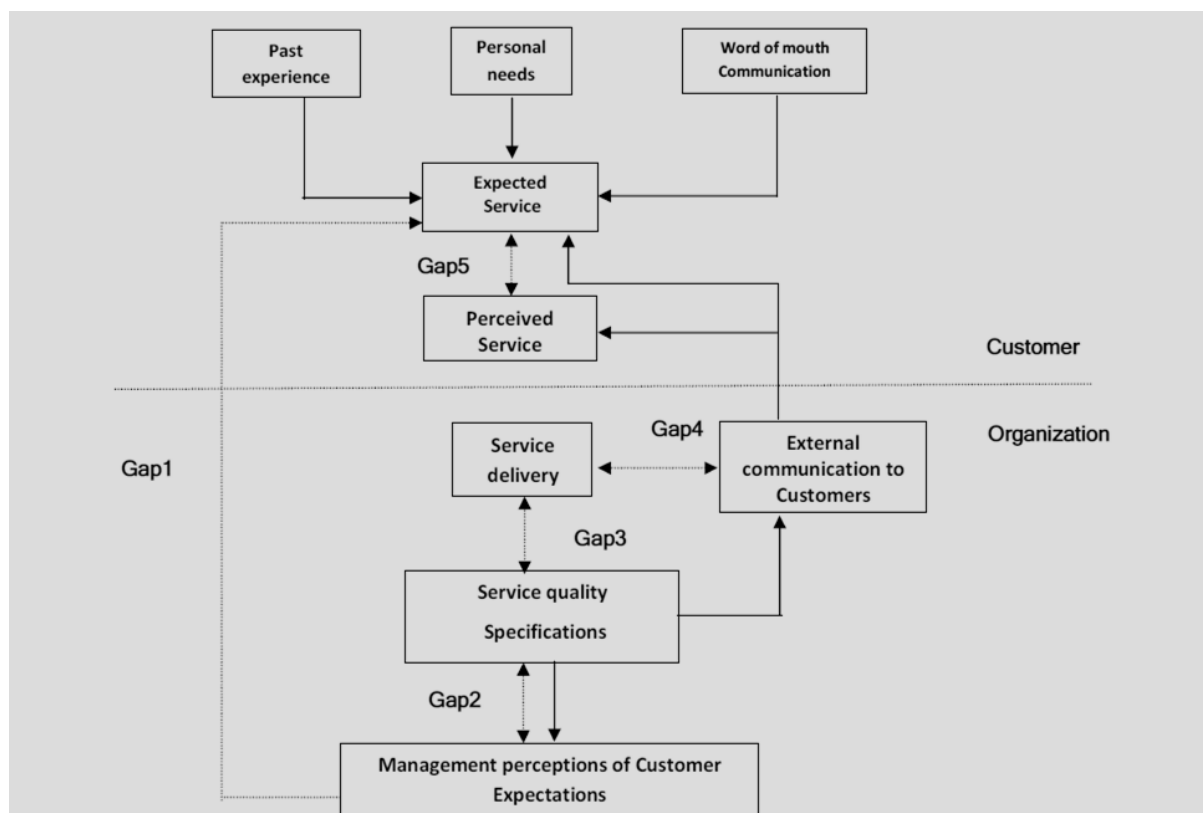 Past
experience
Personal
needs
Word of mouth
Communication
Expected
Service
Gap5
Perceived
Service
Customer
Organization
Gap4
Service
delivery
External
communication to
Customers
Gap1
Gap3
Service quality
Specifications
Gap2
Management perceptions of Customer
Expectations